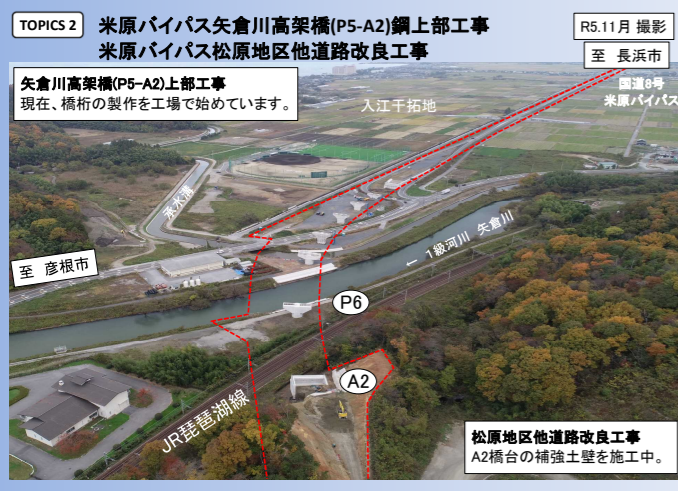 TOPICS 2
米原バイパス矢倉川高架橋(P5-A2)鋼上部工事
米原バイパス松原地区他道路改良工事
R5.11月 撮影
至 長浜市
国道8号
米原バイパス
矢倉川高架橋(P5-A2)上部工事
現在、橋桁の製作を工場で始めています。
入江干拓地
承水溝
← 1級河川 矢倉川
至 彦根市
P6
A2
JR琵琶湖線
松原地区他道路改良工事
A2橋台の補強土壁を施工中。